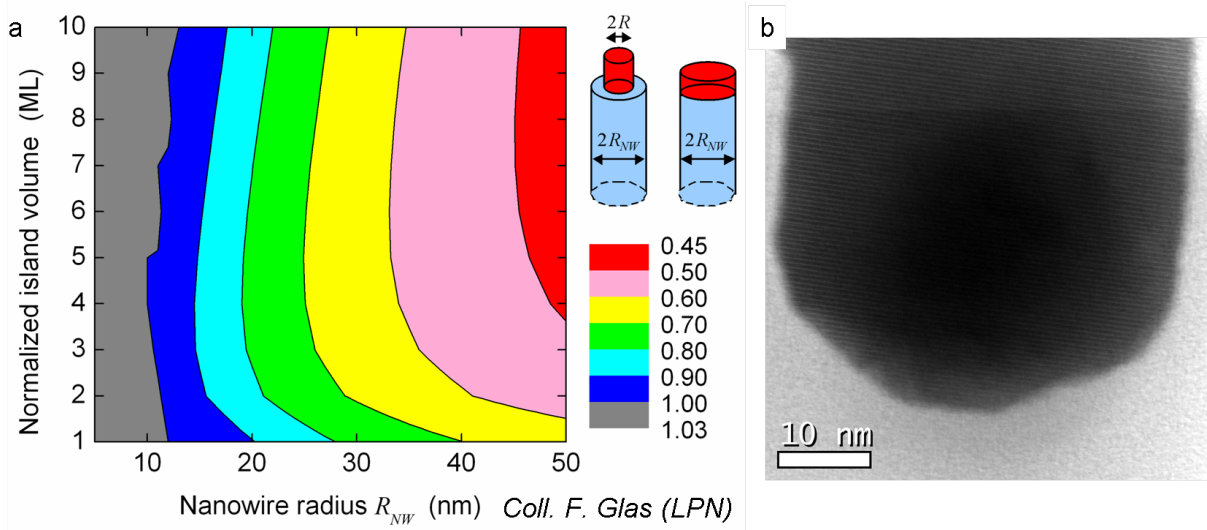 a
Normalized island volume (ML)
10
9
8
7
6
5
4
3
2
1
10
20
30
40
50
Nanowire radius R_NW (nm)
Coll. F. Glas (LPN)
2R
2R_NW
2R_NW
0.45
0.50
0.60
0.70
0.80
0.90
1.00
1.03
b
10 nm